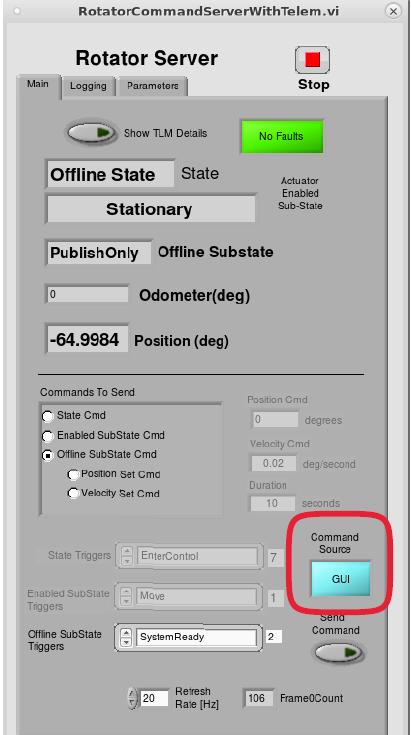 RotatorCommandServerWithTelem.vi
Rotator Server
Stop
Main
Logging
Parameters
Show TLM Details
No Faults
Offline State
State
Stationary
Actuator
Enabled
Sub-State
PublishOnly
Offline Substate
0
Odometer(deg)
-64.9984
Position (deg)
Commands To Send
State Cmd
Enabled SubState Cmd
Offline SubState Cmd
Position Set Cmd
Velocity Set Cmd
Position Cmd
0
degrees
Velocity Cmd
0.02
deg/second
Duration
10
seconds
Command
Source
GUI
State Triggers
EnterControl
7
Enabled SubState
Triggers
Move
1
Offline SubState
Triggers
SystemReady
2
Send
Command
20
Refresh
Rate [Hz]
106
Frame0Count